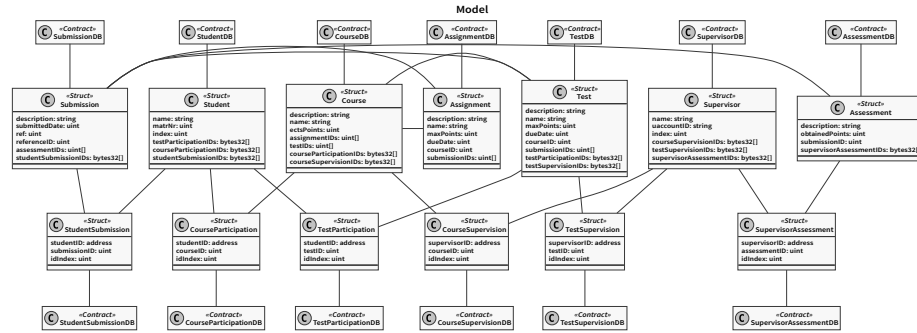 Model
«Contract»
SubmissionDB
«Contract»
StudentDB
«Contract»
CourseDB
«Contract»
AssignmentDB
«Contract»
TestDB
«Contract»
SupervisorDB
«Contract»
AssessmentDB
«Struct»
Submission
description: string
submittedDate: uint
ref: uint
referenceID: uint
assessmentIDs: uint[]
studentSubmissionIDs: bytes32[]
«Struct»
Student
name: string
matrNr: uint
index: uint
testParticipationIDs: bytes32[]
courseParticipationIDs: bytes32[]
studentSubmissionIDs: bytes32[]
«Struct»
Course
description: string
name: string
ectsPoints: uint
assignmentIDs: uint[]
testIDs: uint[]
courseParticipationIDs: bytes32[]
courseSupervisionIDs: bytes32[]
«Struct»
Assignment
description: string
name: string
maxPoints: uint
dueDate: uint
courseID: uint
submissionIDs: uint[]
«Struct»
Test
description: string
name: string
maxPoints: uint
dueDate: uint
courseID: uint
submissionIDs: uint[]
testParticipationIDs: bytes32[]
testSupervisionIDs: bytes32[]
«Struct»
Supervisor
name: string
uaccountID: string
index: uint
courseSupervisionIDs: bytes32[]
testSupervisionIDs: bytes32[]
supervisorAssessmentIDs: bytes32[]
«Struct»
Assessment
description: string
obtainedPoints: uint
submissionID: uint
supervisorAssessmentIDs: bytes32[]
«Struct»
StudentSubmission
studentID: address
submissionID: uint
idIndex: uint
«Struct»
CourseParticipation
studentID: address
courseID: uint
idIndex: uint
«Struct»
TestParticipation
studentID: address
testID: uint
idIndex: uint
«Struct»
CourseSupervision
supervisorID: address
courseID: uint
idIndex: uint
«Struct»
TestSupervision
supervisorID: address
testID: uint
idIndex: uint
«Struct»
SupervisorAssessment
supervisorID: address
assessmentID: uint
idIndex: uint
«Contract»
StudentSubmissionDB
«Contract»
CourseParticipationDB
«Contract»
TestParticipationDB
«Contract»
CourseSupervisionDB
«Contract»
TestSupervisionDB
«Contract»
SupervisorAssessmentDB